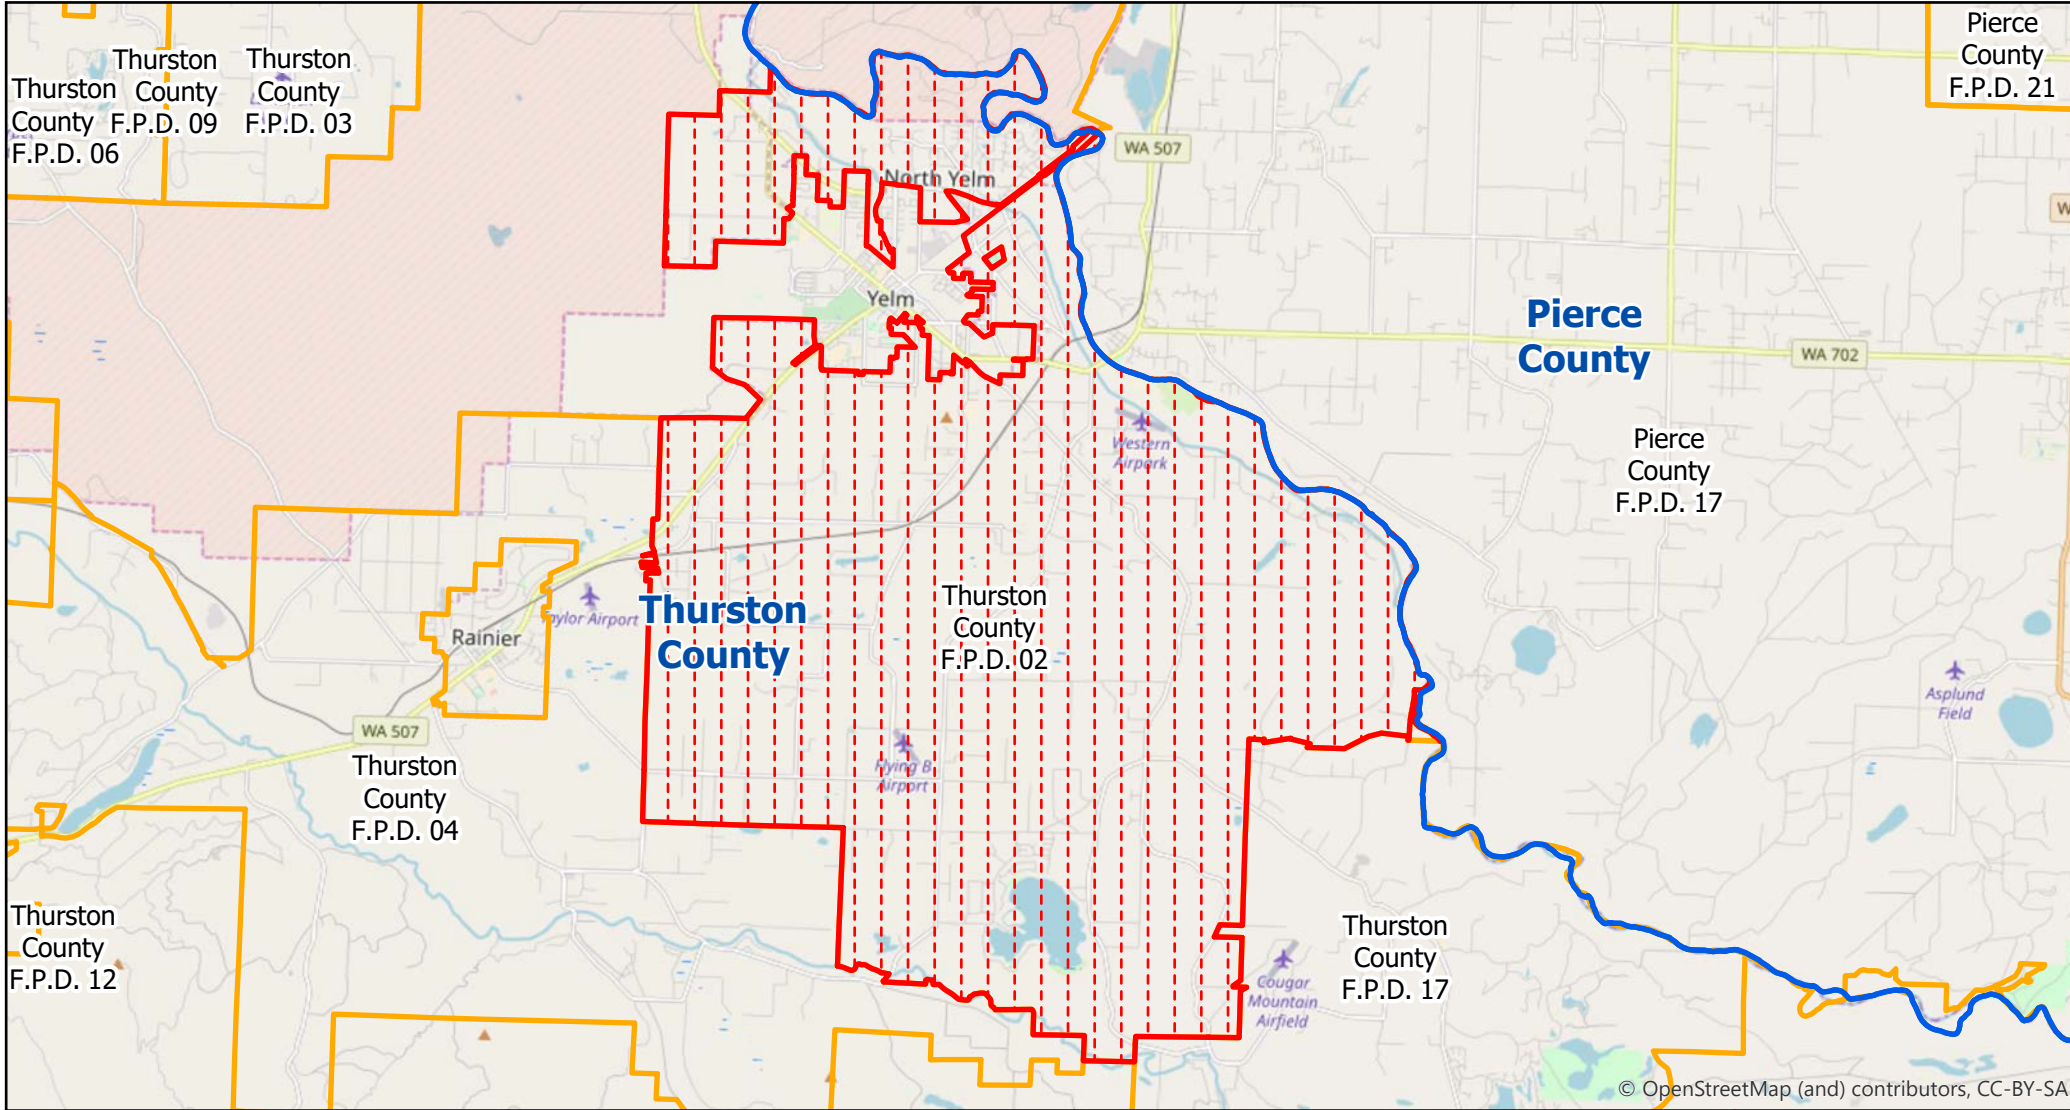 Thurston
County
F.P.D. 06
Thurston
County
F.P.D. 09
Thurston
County
F.P.D. 03
Pierce
County
F.P.D. 21
WA 507
North Yelm
Yelm
Pierce
County
WA 702
Western
Airpark
Pierce
County
F.P.D. 17
Taylor Airport
Thurston
County
Thurston
County
F.P.D. 02
Rainier
Asplund
Field
WA 507
Flying B
Airport
Thurston
County
F.P.D. 04
Thurston
County
F.P.D. 12
Thurston
County
F.P.D. 17
Cougar
Mountain
Airfield
© OpenStreetMap (and) contributors, CC-BY-SA